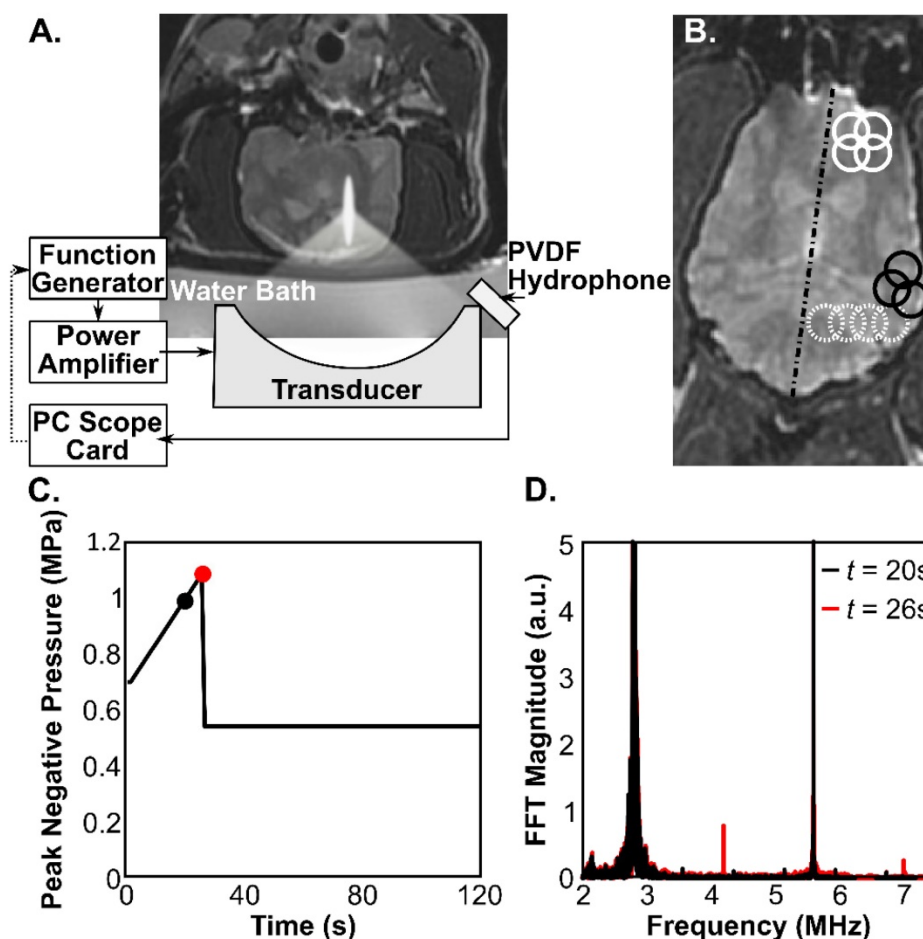 A.
B.
Function
Generator
Power
Amplifier
PC Scope
Card
Water Bath
PVDF
Hydrophone
Transducer
C.
Peak Negative Pressure (MPa)
1.2
1
0.8
0.6
0.4
0.2
0
0
40
80
120
Time (s)
D.
FFT Magnitude (a.u.)
5
4
3
2
1
0
2
3
4
5
6
7
Frequency (MHz)
t = 20s
t = 26s